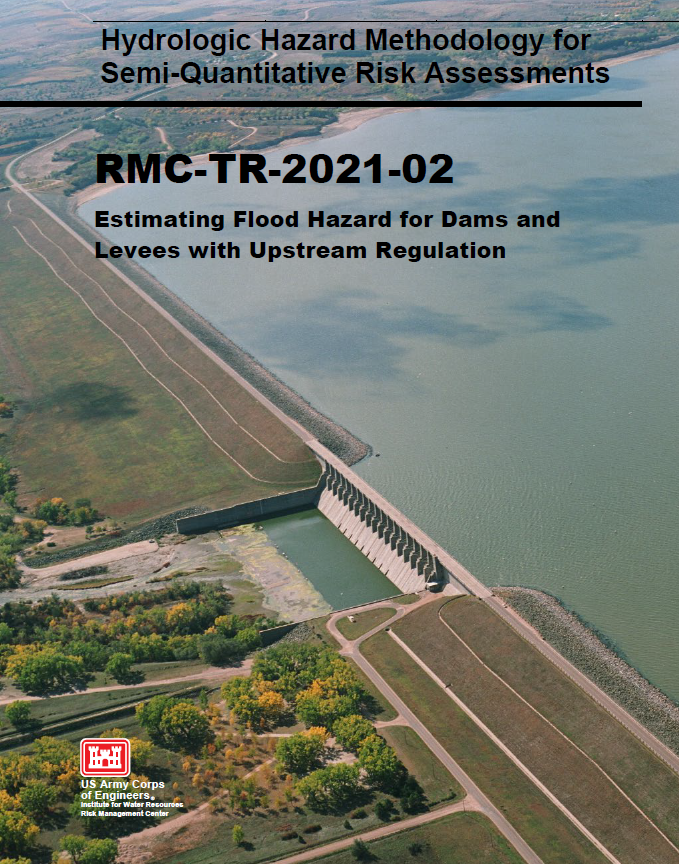 Hydrologic Hazard Methodology for
Semi-Quantitative Risk Assessments
RMC-TR-2021-02
Estimating Flood Hazard for Dams and
Levees with Upstream Regulation
US Army Corps
of Engineers®
Institute for Water Resources
Risk Management Center